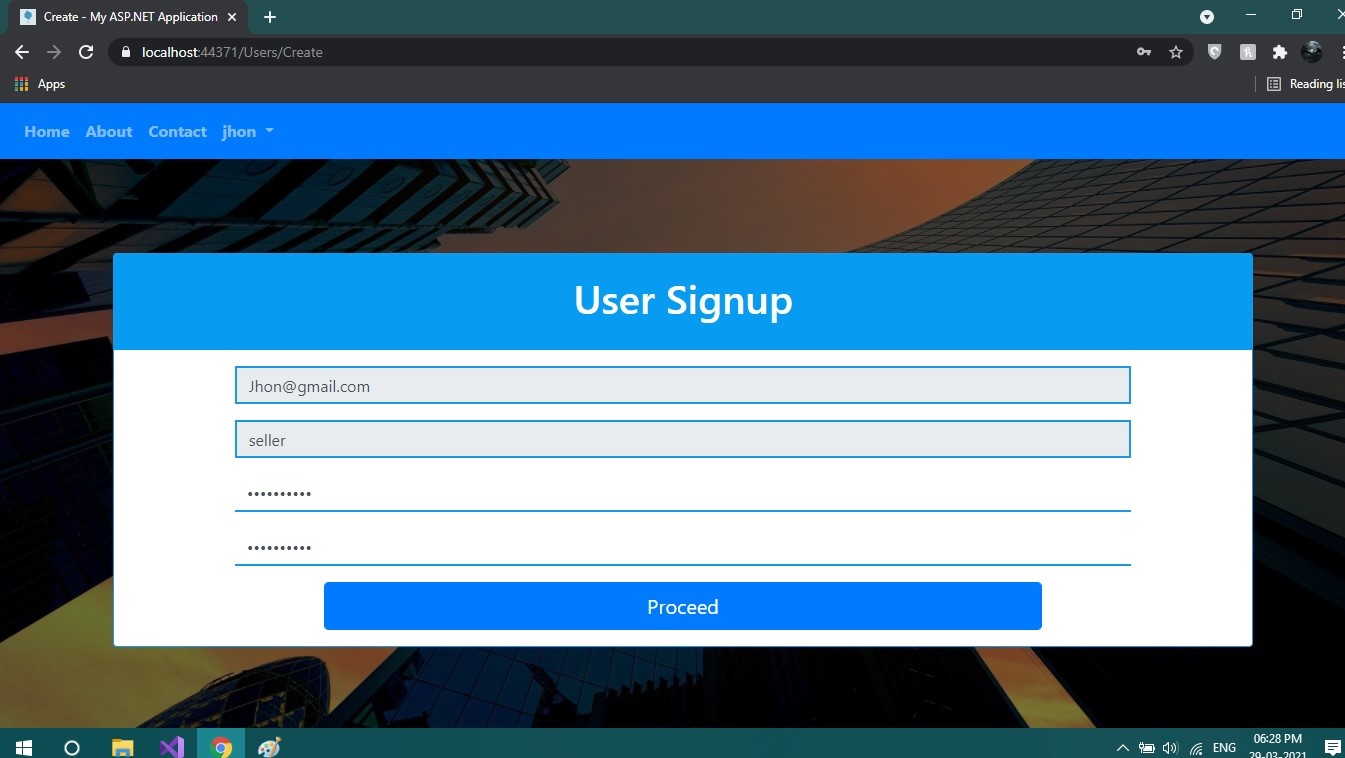 Create - My ASP.NET Application
localhost:44371/Users/Create
Apps
Reading lis
Home About Contact jhon
User Signup
Jhon@gmail.com
seller
••••••••••
••••••••••
Proceed
ENG
06:28 PM
29-03-2021